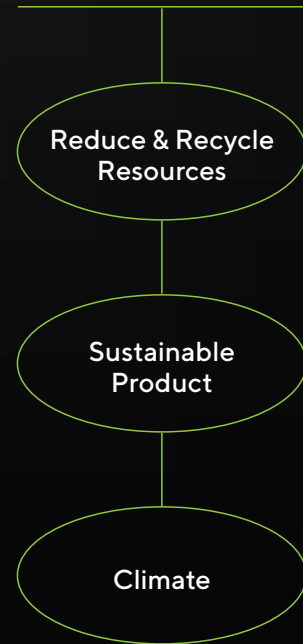 Reduce & Recycle
Resources
Sustainable
Product
Climate